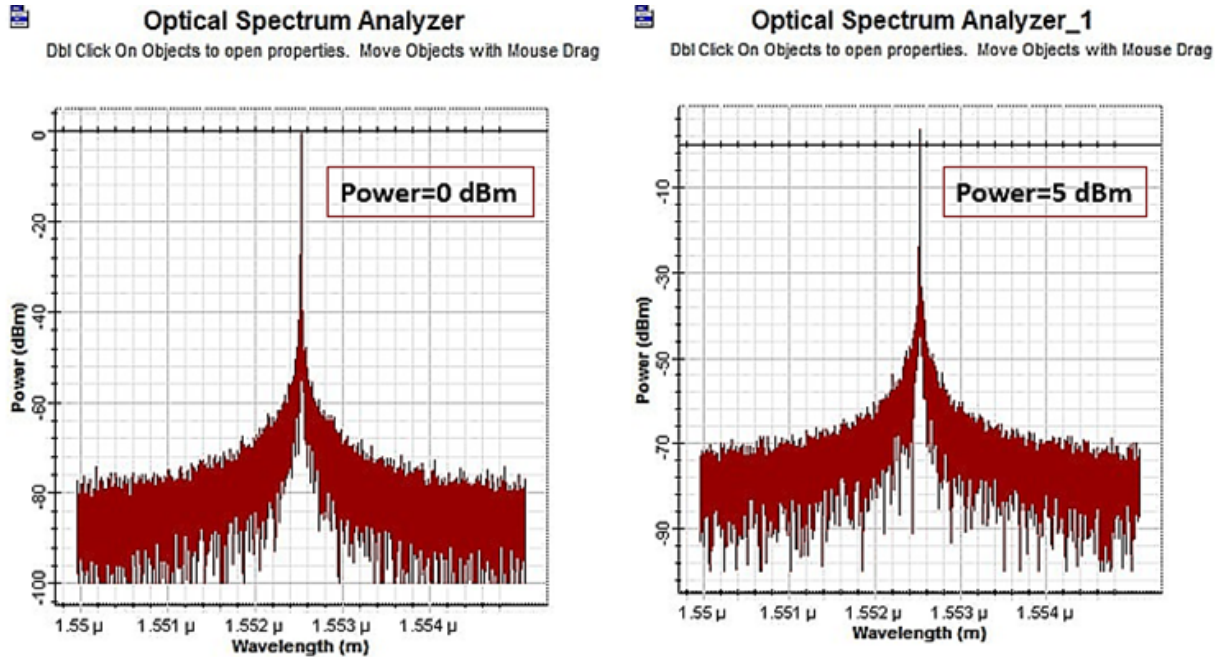 Optical Spectrum Analyzer
Dbl Click On Objects to open properties. Move Objects with Mouse Drag
Power=0 dBm
0
-20
-40
-60
-80
-100
Power (dBm)
1.55 µ 1.551 µ 1.552 µ 1.553 µ 1.554 µ
Wavelength (m)
Optical Spectrum Analyzer_1
Dbl Click On Objects to open properties. Move Objects with Mouse Drag
Power=5 dBm
-10
-30
-50
-70
-90
Power (dBm)
1.55 µ 1.551 µ 1.552 µ 1.553 µ 1.554 µ
Wavelength (m)